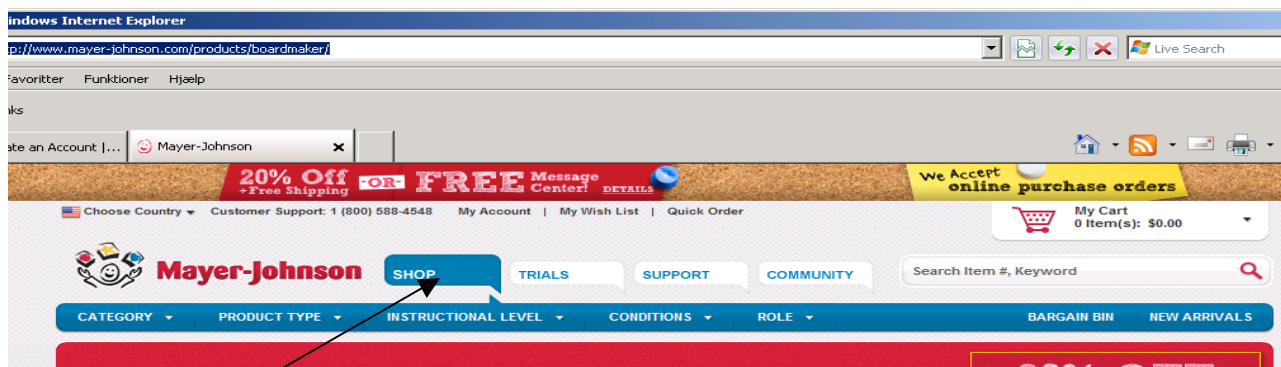 indows Internet Explorer
p://www.mayer-johnson.com/products/boardmaker/
Live Search
Favoritter Funktioner Hjælp
nks
ate an Account |... Mayer-Johnson
20% Off +Free Shipping -OR- FREE Message Center! DETAILS
We Accept online purchase orders
Choose Country Customer Support: 1 (800) 588-4548 My Account | My Wish List | Quick Order
My Cart
0 Item(s): $0.00
Mayer-Johnson SHOP TRIALS SUPPORT COMMUNITY Search Item #, Keyword
CATEGORY PRODUCT TYPE INSTRUCTIONAL LEVEL CONDITIONS ROLE BARGAIN BIN NEW ARRIVALS